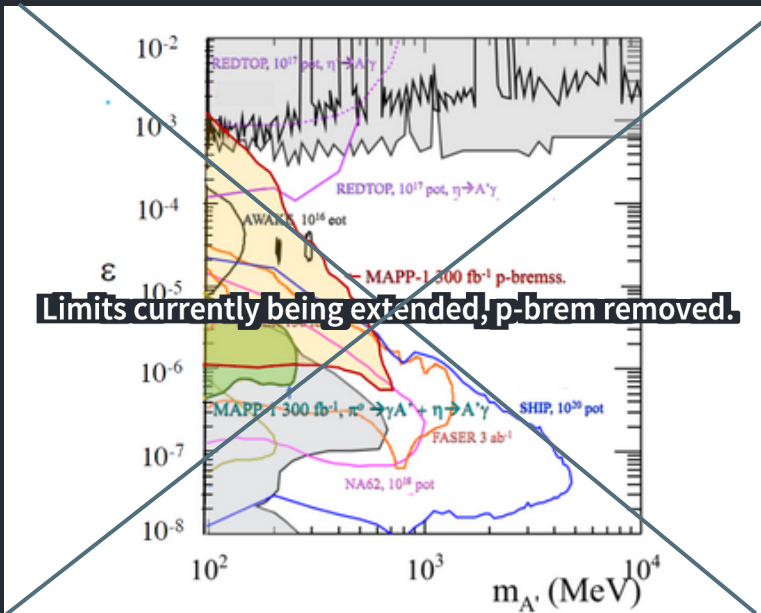 10-2
REDTOP, 10¹⁷ pot, η'→A'γ
10-3
REDTOP, 10¹⁷ pot, η→A'γ
10-4
AWAKE, 10¹⁶ eot
ε
MAPP-1 300 fb⁻¹ p-bremss.
10-5
Limits currently being extended, p-brem removed.
10-6
MAPP-1 300 fb⁻¹, π⁰→γA' + η→A'γ
SHIP, 10²⁰ pot
FASER 3 ab⁻¹
10-7
NA62, 10¹⁸ pot
10-8
10² 10³ 10⁴
mA' (MeV)